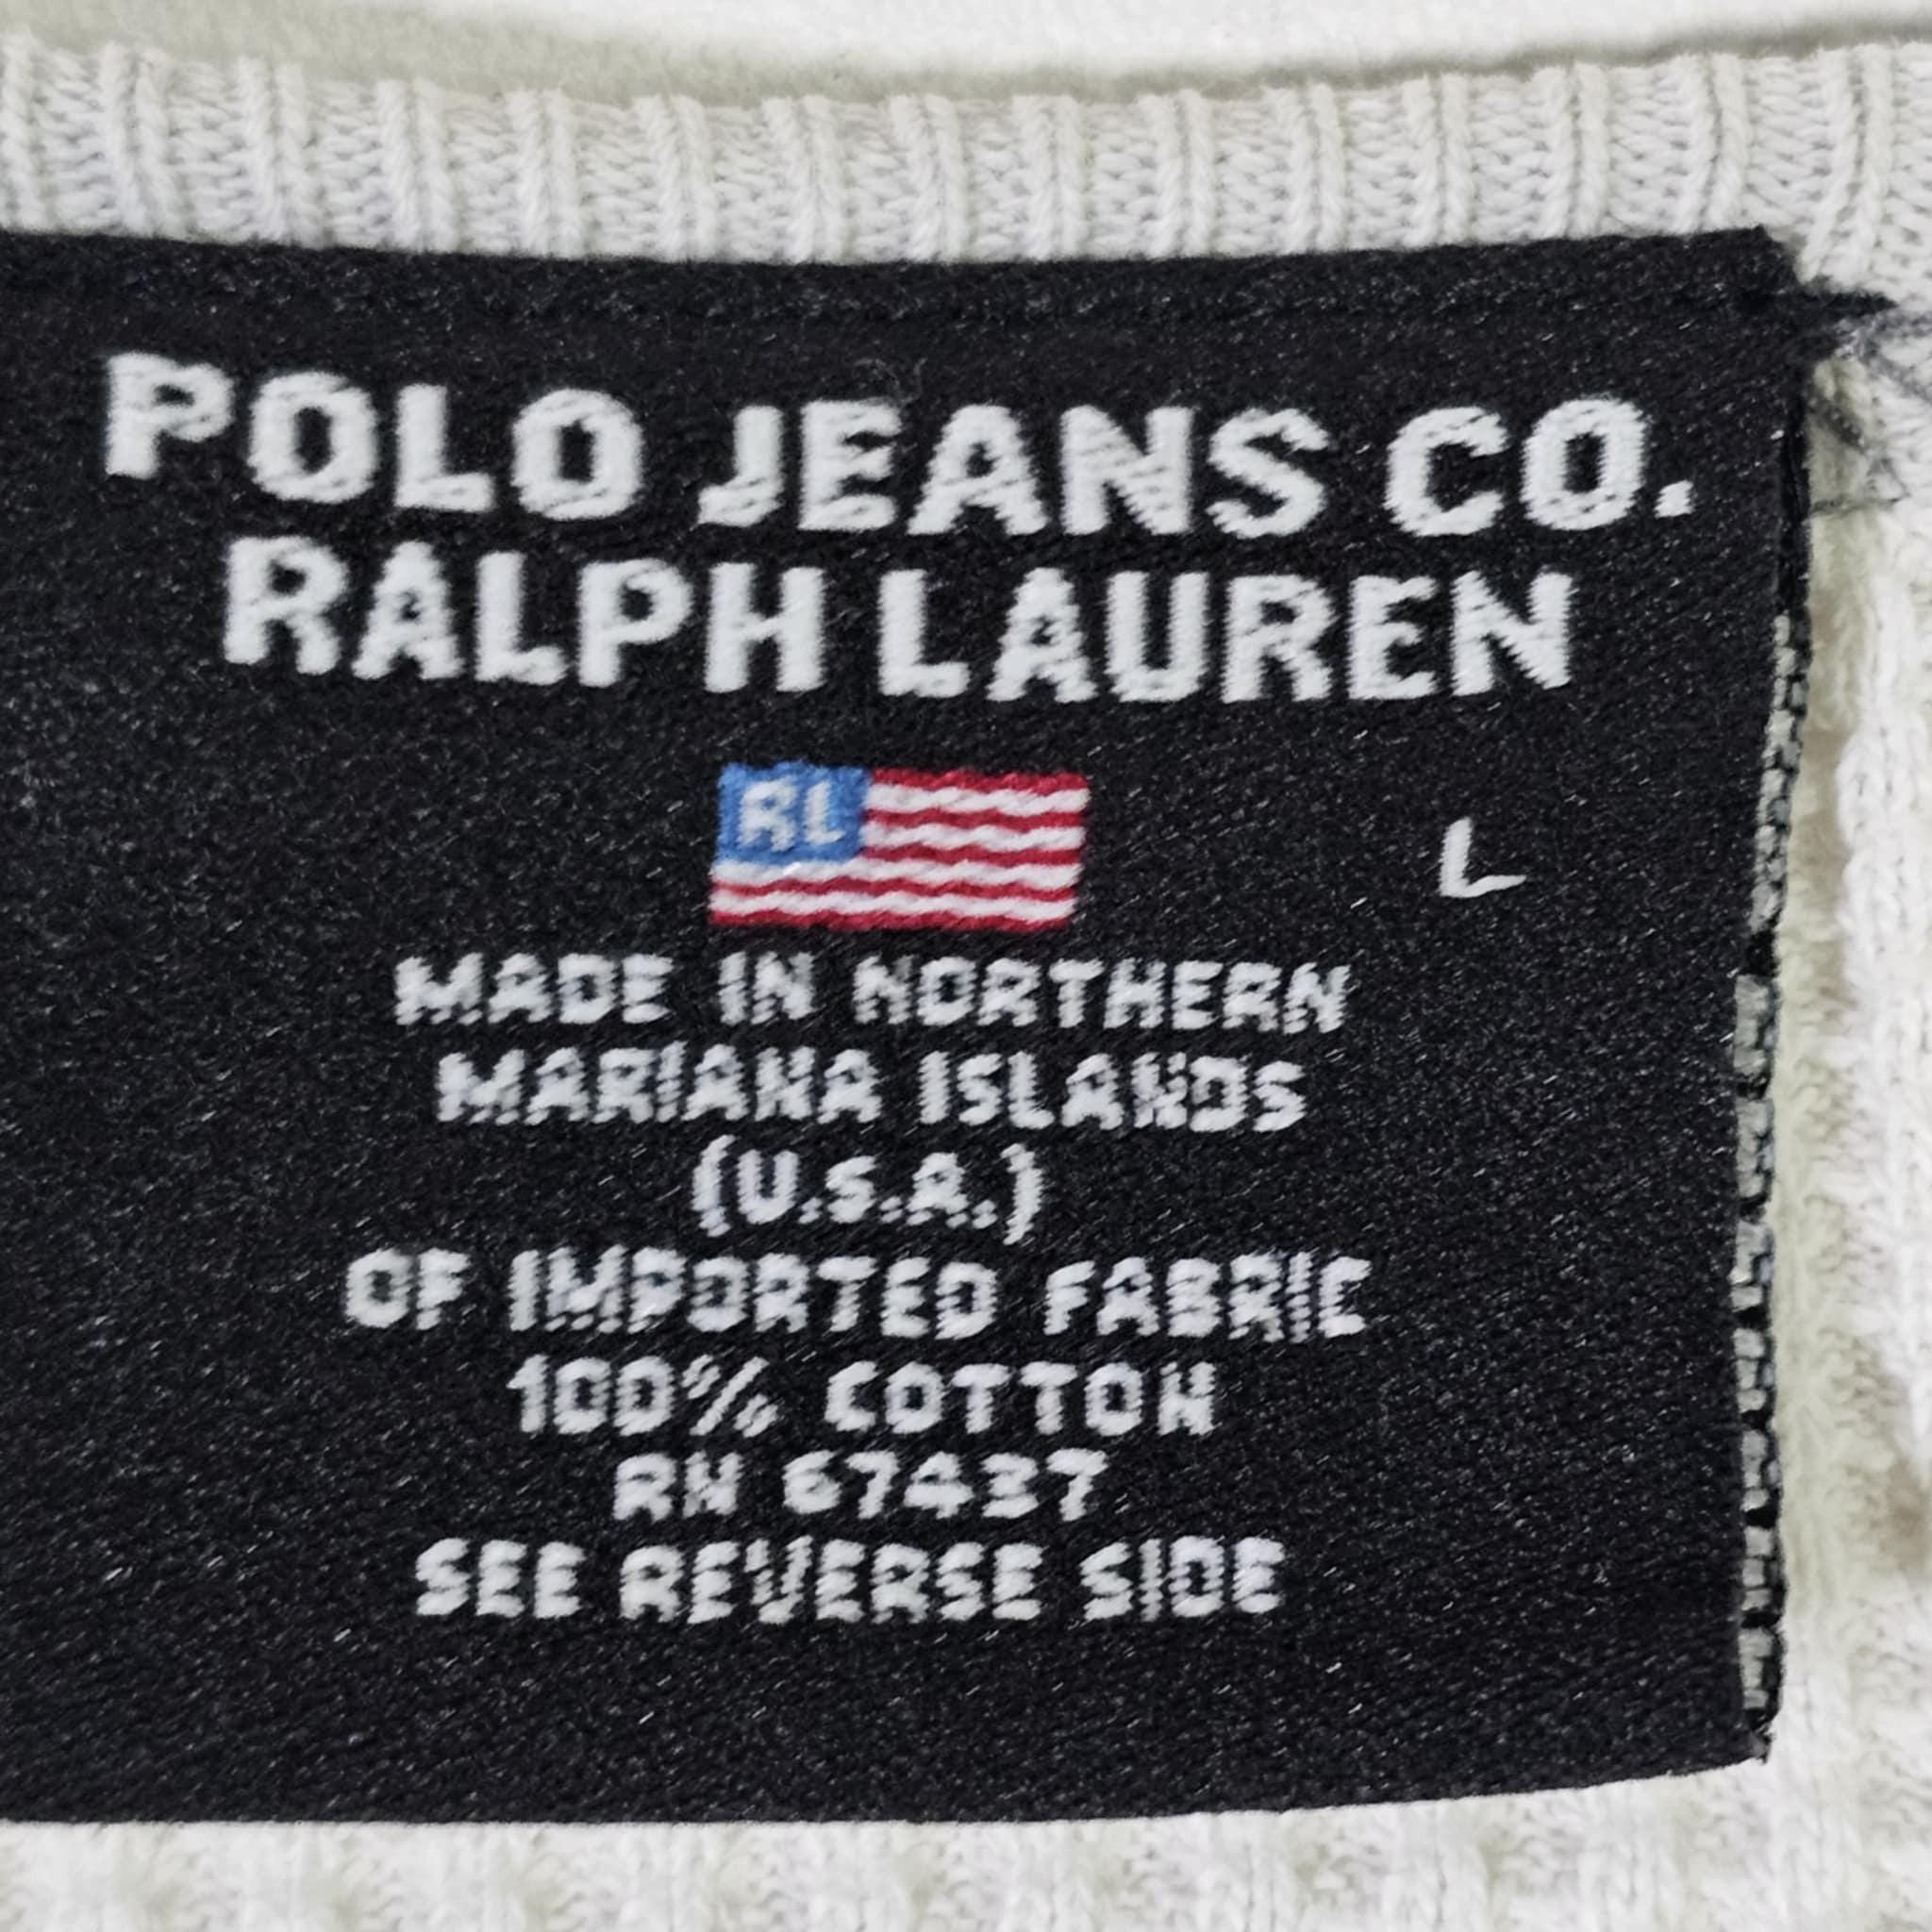 POLO JEANS CO.
RALPH LAUREN
RL
L
MADE IN NORTHERN
MARIANA ISLANDS
(U.S.A.)
OF IMPORTED FABRIC
100% COTTON
RN 67437
SEE REVERSE SIDE